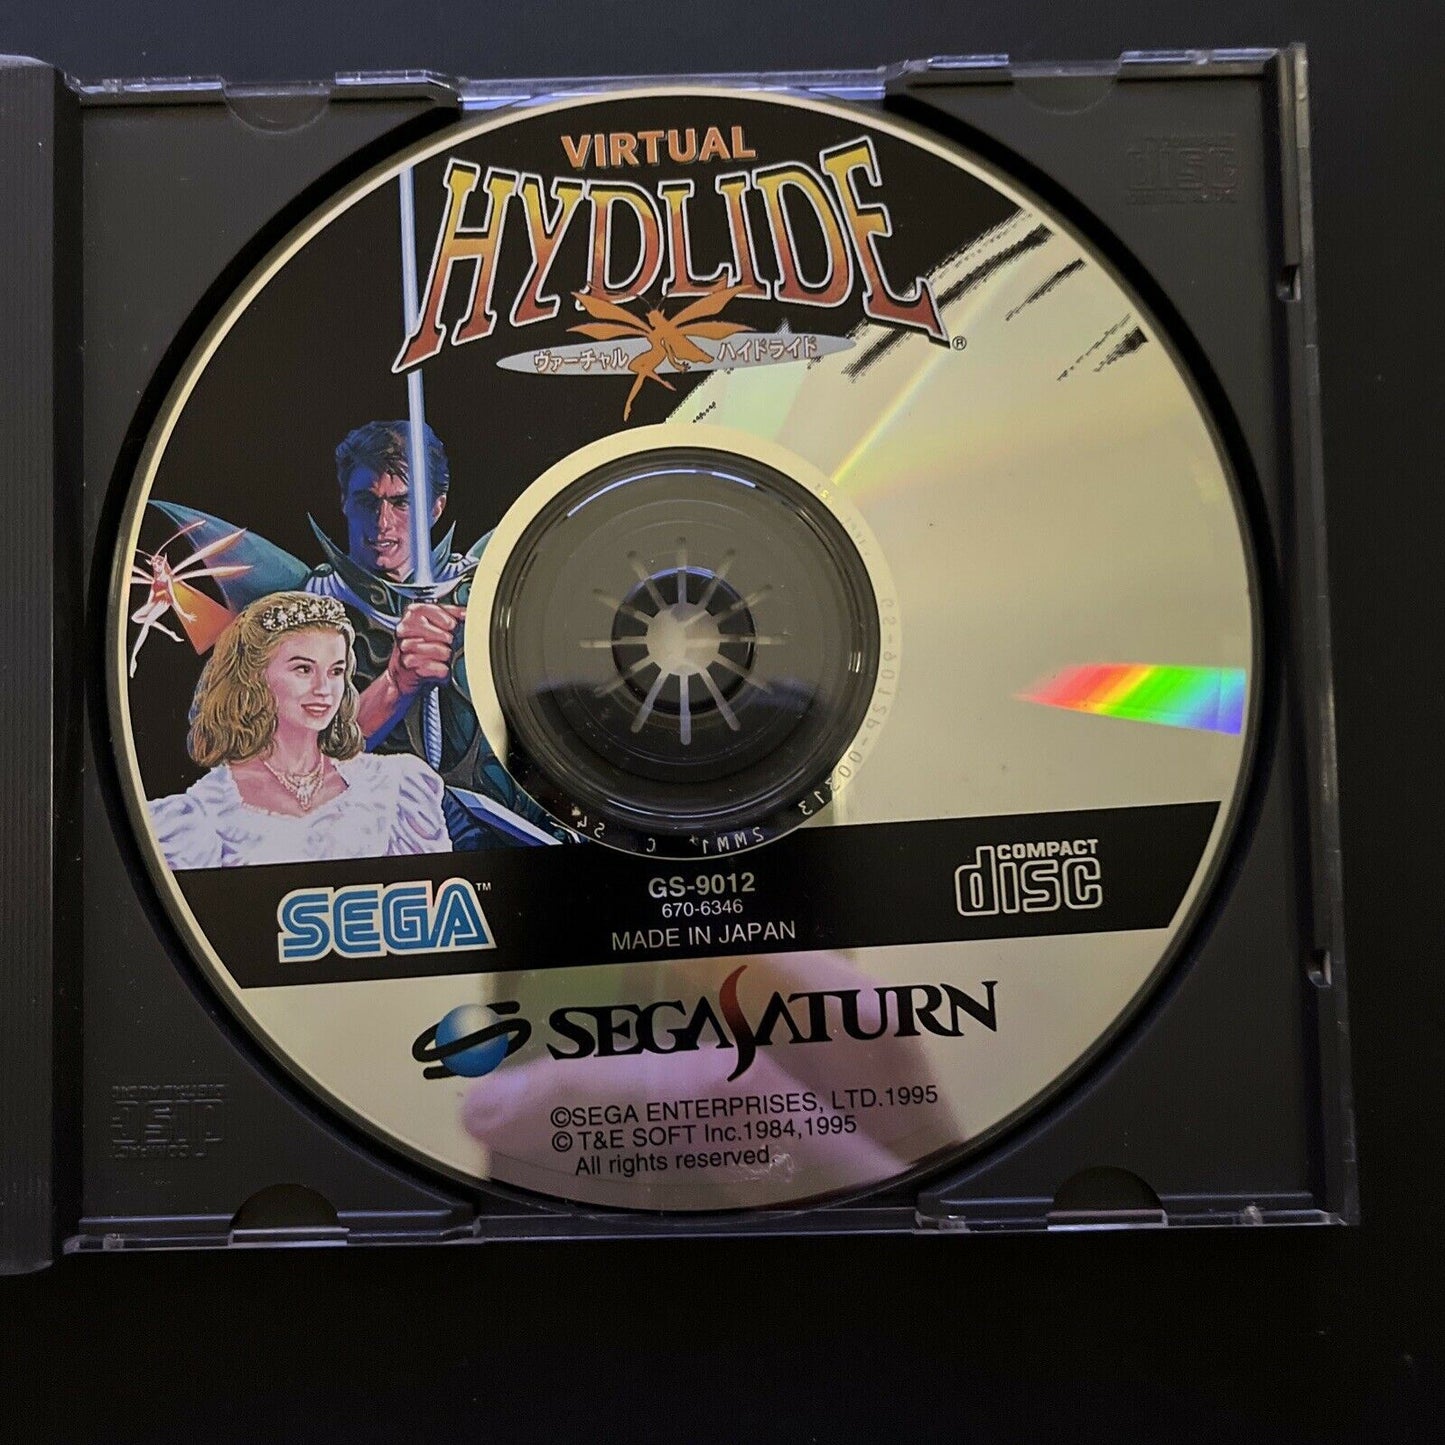 VIRTUAL
HYDLIDE®
ヴァーチャル ハイドライド
SEGA™
GS-9012
670-6346
MADE IN JAPAN
COMPACT
disc
SEGA SATURN
©SEGA ENTERPRISES, LTD.1995
© T&E SOFT Inc.1984,1995
All rights reserved.